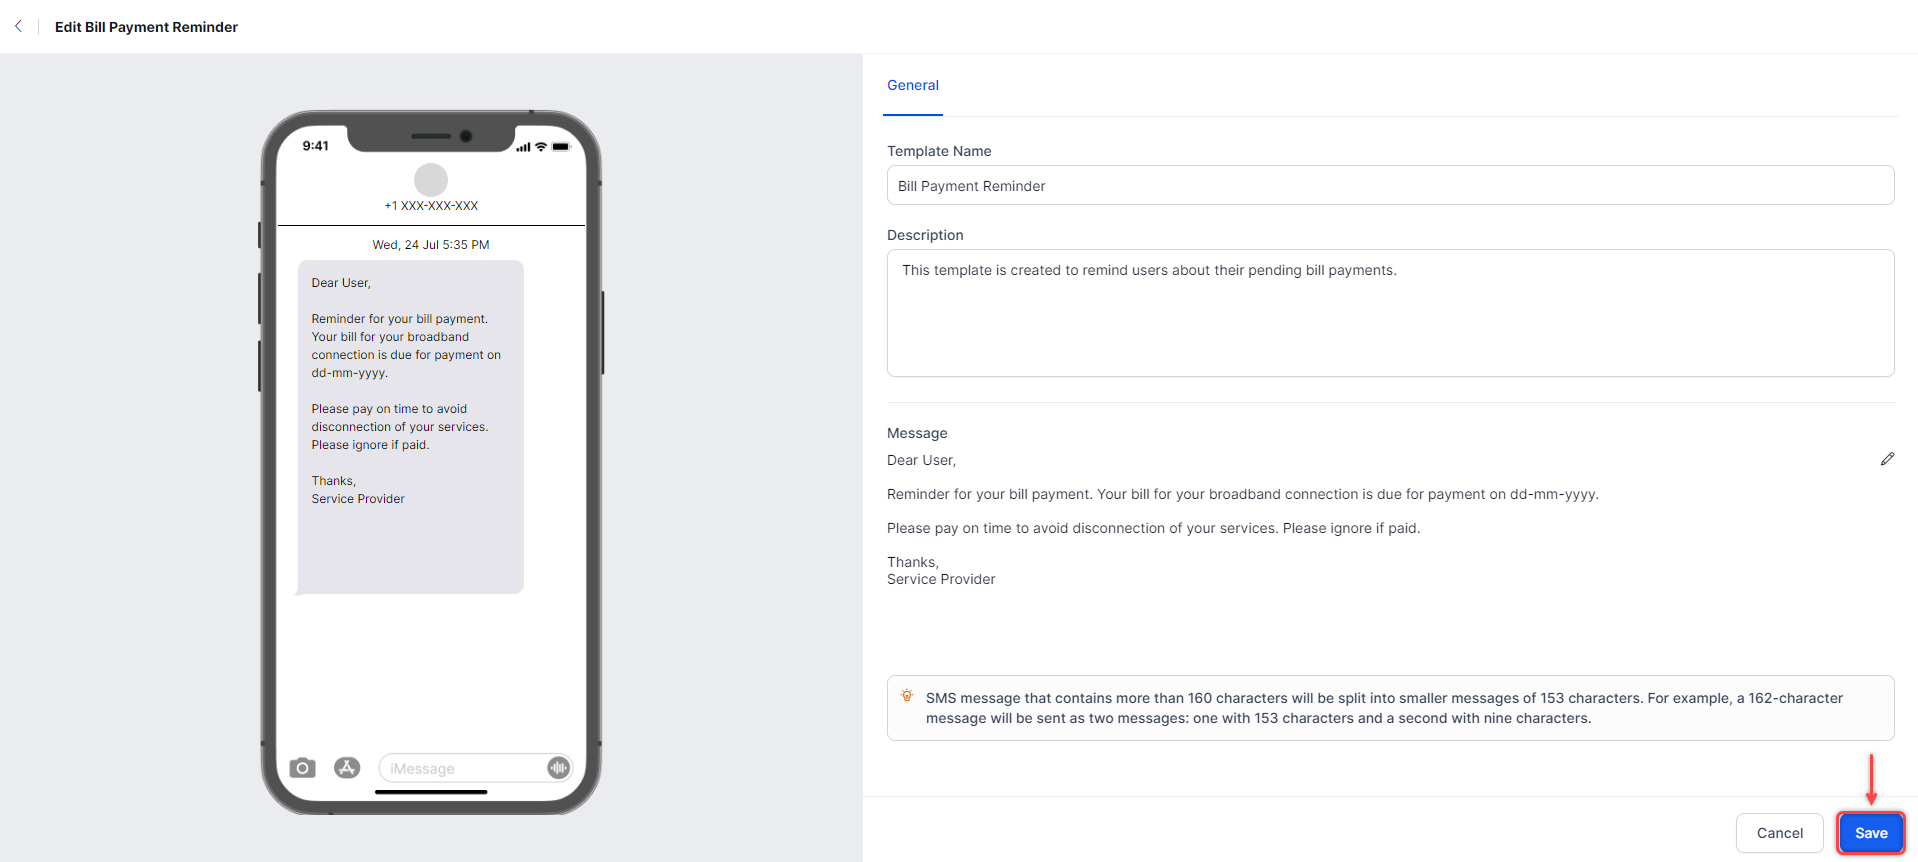 Edit Bill Payment Reminder
9:41
+1 XXX-XXX-XXX
Wed, 24 Jul 5:35 PM
Dear User,
Reminder for your bill payment.
Your bill for your broadband
connection is due for payment on
dd-mm-yyyy.
Please pay on time to avoid
disconnection of your services.
Please ignore if paid.
Thanks,
Service Provider
iMessage
General
Template Name
Bill Payment Reminder
Description
This template is created to remind users about their pending bill payments.
Message
Dear User,
Reminder for your bill payment. Your bill for your broadband connection is due for payment on dd-mm-yyyy.
Please pay on time to avoid disconnection of your services. Please ignore if paid.
Thanks,
Service Provider
SMS message that contains more than 160 characters will be split into smaller messages of 153 characters. For example, a 162-character
message will be sent as two messages: one with 153 characters and a second with nine characters.
Cancel
Save